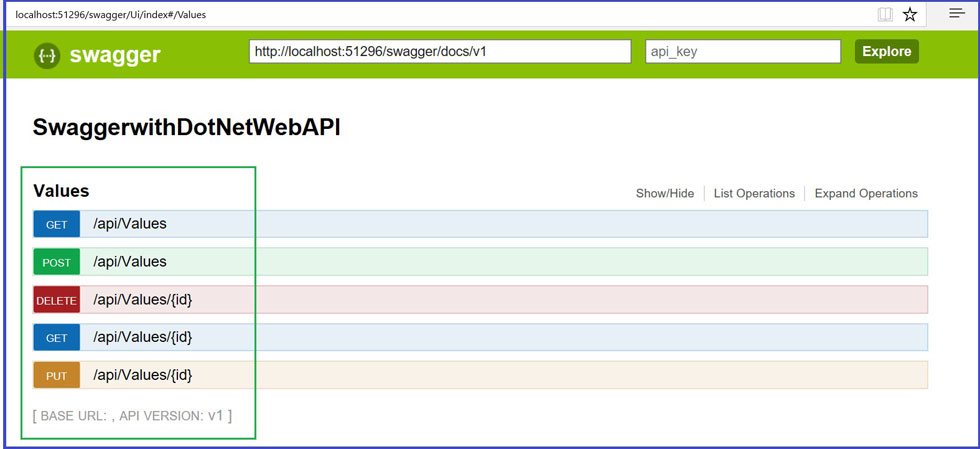 localhost:51296/swagger/Ui/index#/Values
swagger http://localhost:51296/swagger/docs/v1 api_key Explore
SwaggerwithDotNetWebAPI
Values Show/Hide List Operations Expand Operations
GET /api/Values
POST /api/Values
DELETE /api/Values/{id}
GET /api/Values/{id}
PUT /api/Values/{id}
[ BASE URL: , API VERSION: v1 ]